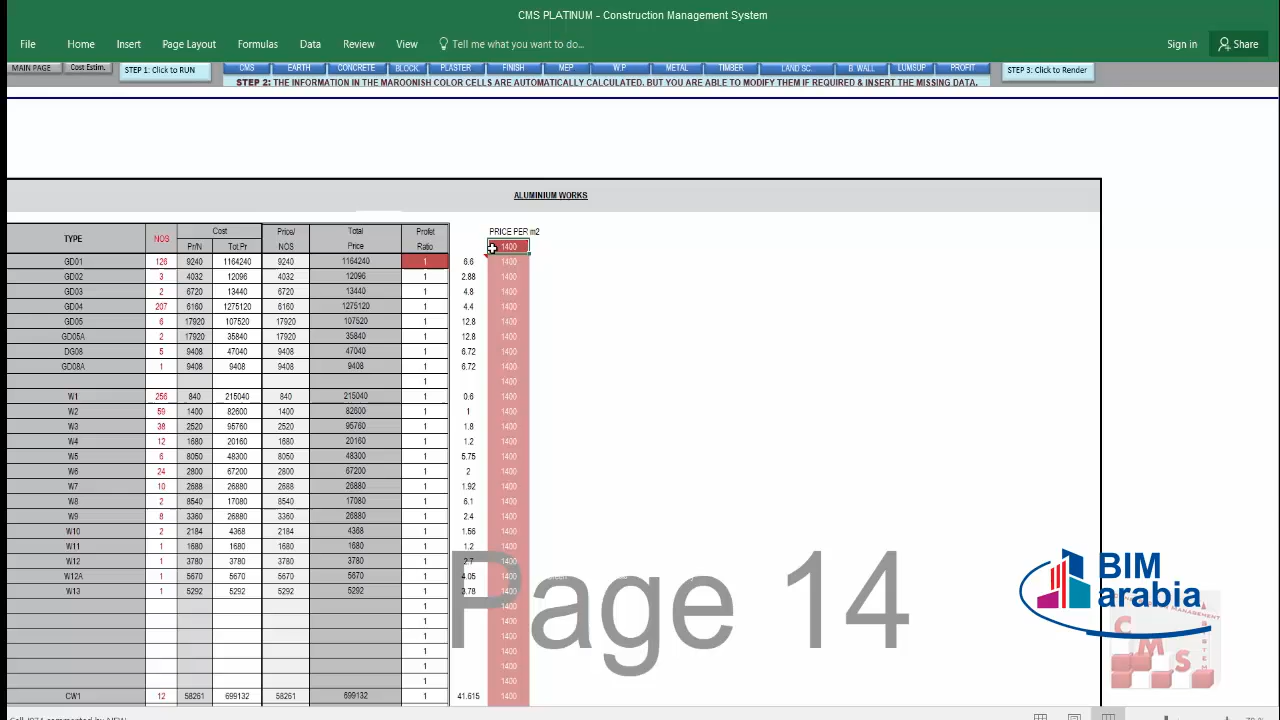 CMS PLATINUM - Construction Management System
File Home Insert Page Layout Formulas Data Review View Tell me what you want to do... Sign in Share
MAIN PAGE Cost Estim. STEP 1: Click to RUN CMS EARTH CONCRETE BLOCK. PLASTER FINISH MEP W.P METAL TIMBER LAND SC. B. WALL LUMSUP PROFIT STEP 3: Click to Render
STEP 2: THE INFORMATION IN THE MAROONISH COLOR CELLS ARE AUTOMATICALLY CALCULATED. BUT YOU ARE ABLE TO MODIFY THEM IF REQUIRED & INSERT THE MISSING DATA.
ALUMINIUM WORKS
TYPE NOS Cost Price/ Total Profet PRICE PER m2
Pr/N Tot.Pr NOS Price Ratio 1400
GD01 126 9240 1164240 9240 1164240 1 6.6 1400
GD02 3 4032 12096 4032 12096 1 2.88 1400
GD03 2 6720 13440 6720 13440 1 4.8 1400
GD04 207 6160 1275120 6160 1275120 1 4.4 1400
GD05 6 17920 107520 17920 107520 1 12.8 1400
GD05A 2 17920 35840 17920 35840 1 12.8 1400
DG08 5 9408 47040 9408 47040 1 6.72 1400
GD08A 1 9408 9408 9408 9408 1 6.72 1400
1 1400
W1 256 840 215040 840 215040 1 0.6 1400
W2 59 1400 82600 1400 82600 1 1 1400
W3 38 2520 95760 2520 95760 1 1.8 1400
W4 12 1680 20160 1680 20160 1 1.2 1400
W5 6 8050 48300 8050 48300 1 5.75 1400
W6 24 2800 67200 2800 67200 1 2 1400
W7 10 2688 26880 2688 26880 1 1.92 1400
W8 2 8540 17080 8540 17080 1 6.1 1400
W9 8 3360 26880 3360 26880 1 2.4 1400
W10 2 2184 4368 2184 4368 1 1.56 1400
W11 1 1680 1680 1680 1680 1 1.2 1400
W12 1 3780 3780 3780 3780 1 2.7 1400
W12A 1 5670 5670 5670 5670 1 4.05 1400
W13 1 5292 5292 5292 5292 1 3.78 1400
1 1400
1 1400
1 1400
1 1400
1 1400
1 1400
CW1 12 58261 699132 58261 699132 1 41.615 1400
Page 14
BIM
arabia
CMS